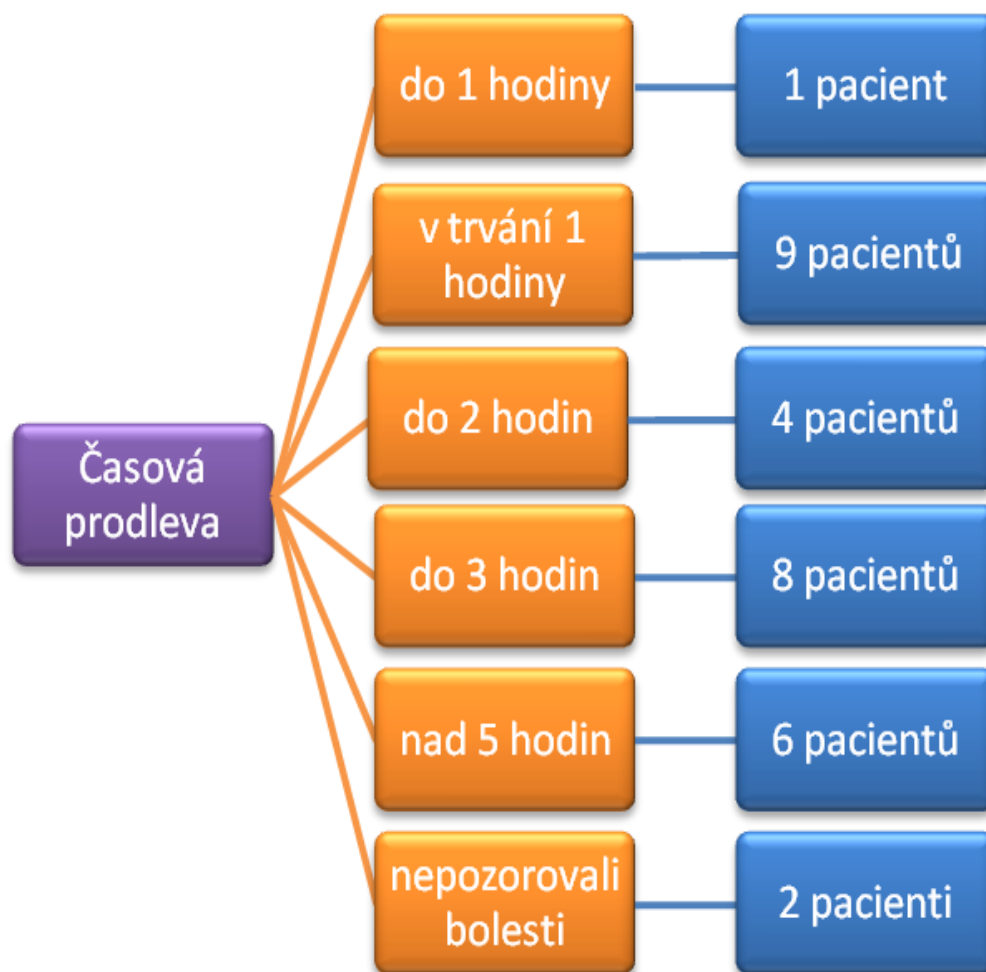 do 1 hodiny
1 pacient
v trvání 1
hodiny
9 pacientů
do 2 hodin
4 pacientů
Časová
prodleva
do 3 hodin
8 pacientů
nad 5 hodin
6 pacientů
nepozorovali
bolesti
2 pacienti